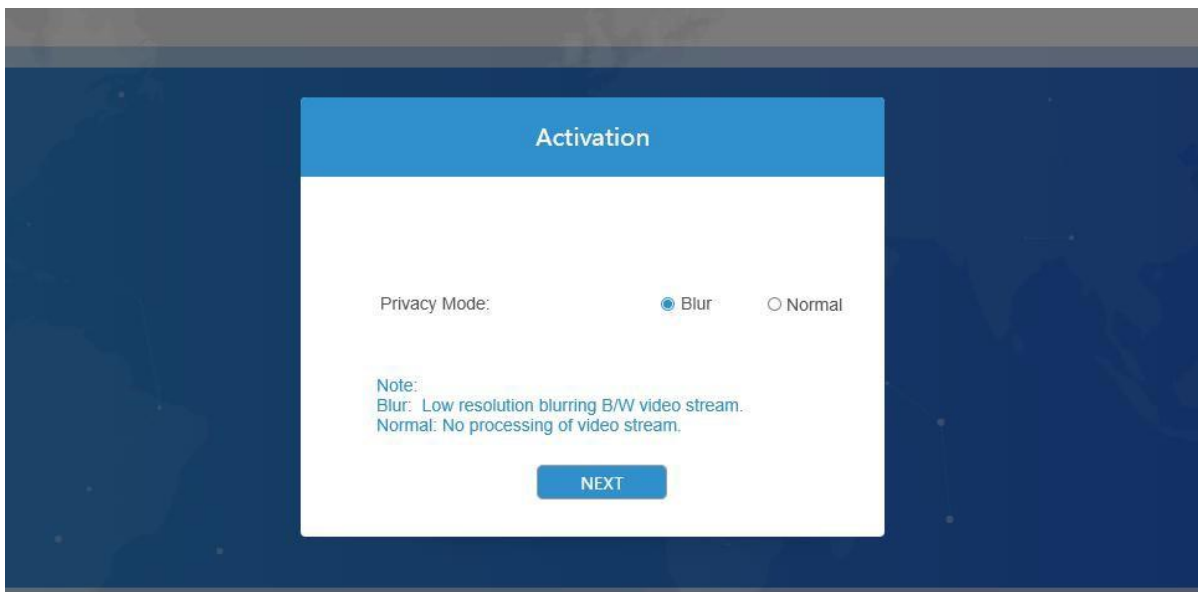 Activation
Privacy Mode: Blur Normal
Note:
Blur: Low resolution blurring B/W video stream.
Normal: No processing of video stream.
NEXT